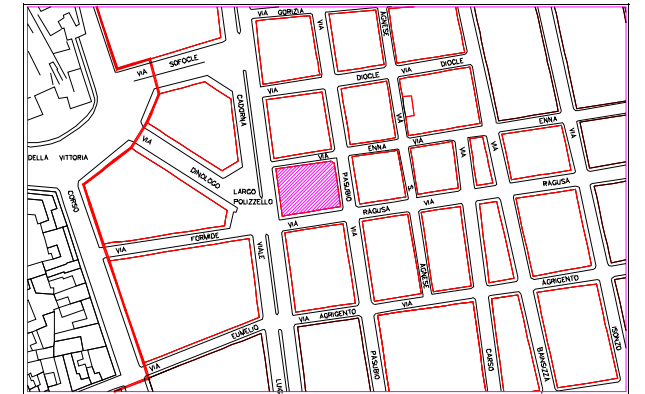 VIA GORIZIA
VIA
AGNESE
VIA SOFOCLE
VIA DIOCLE
VIA DIOCLE
CADORNA
VIA
VIA
ENNA
VIA
VIA ENNA
VIA
VIA
VIA
DELLA VITTORIA
VIA DINOLOGO
CORSO
LARGO
POLIZZELLO
PASUBIO
RAGUSA
VIA RAGUSA
VIA
FORMIDE
VIALE
VIA
VIA
VIA
AGNESE
AGRIGENTO
VIA AGRIGENTO
VIA
EUMELIO
VIA
PASUBIO
CARSO
BAINSIZZA
ISONZO